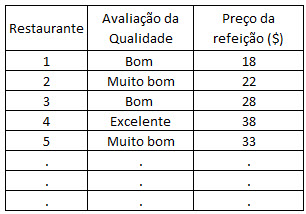 Restaurante Avaliação da Qualidade Preço da refeição ($)
1 Bom 18
2 Muito bom 22
3 Bom 28
4 Excelente 38
5 Muito bom 33
. . .
. . .
. . .